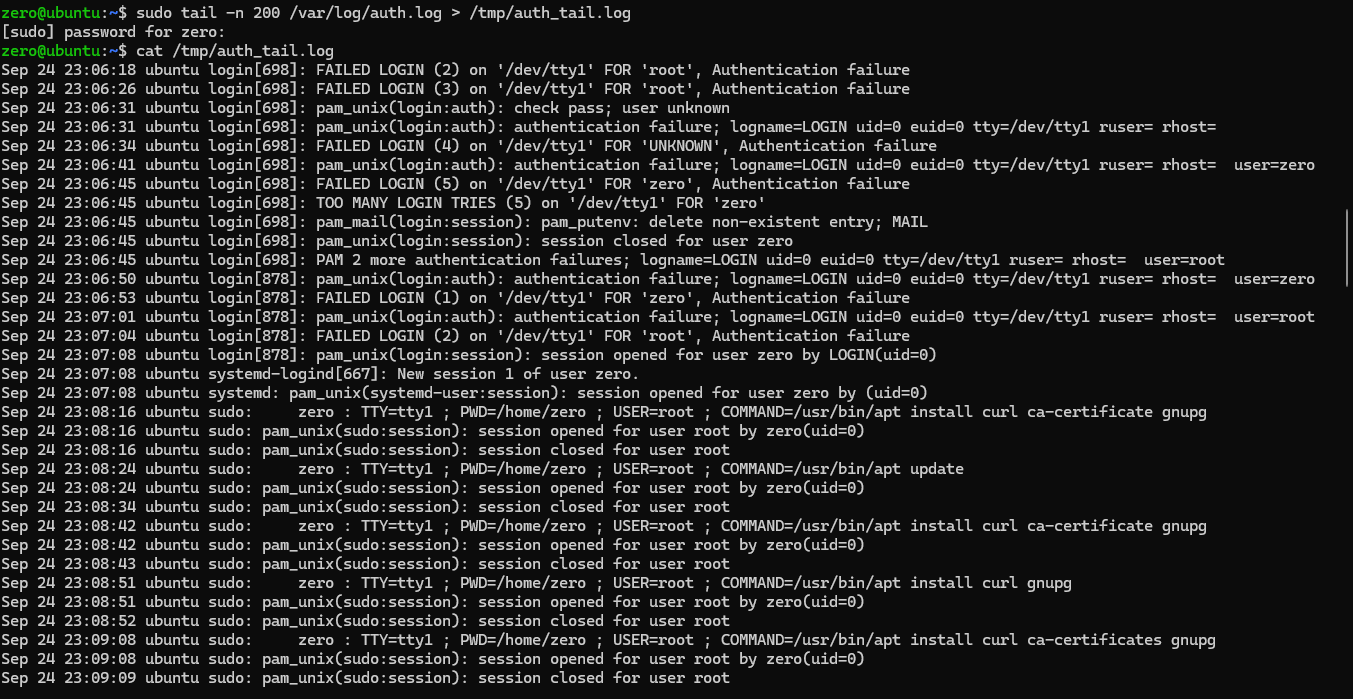 zero@ubuntu:~$ sudo tail -n 200 /var/log/auth.log > /tmp/auth_tail.log
[sudo] password for zero:
zero@ubuntu:~$ cat /tmp/auth_tail.log
Sep 24 23:06:18 ubuntu login[698]: FAILED LOGIN (2) on '/dev/tty1' FOR 'root', Authentication failure
Sep 24 23:06:26 ubuntu login[698]: FAILED LOGIN (3) on '/dev/tty1' FOR 'root', Authentication failure
Sep 24 23:06:31 ubuntu login[698]: pam_unix(login:auth): check pass; user unknown
Sep 24 23:06:31 ubuntu login[698]: pam_unix(login:auth): authentication failure; logname=LOGIN uid=0 euid=0 tty=/dev/tty1 ruser= rhost=
Sep 24 23:06:34 ubuntu login[698]: FAILED LOGIN (4) on '/dev/tty1' FOR 'UNKNOWN', Authentication failure
Sep 24 23:06:41 ubuntu login[698]: pam_unix(login:auth): authentication failure; logname=LOGIN uid=0 euid=0 tty=/dev/tty1 ruser= rhost=  user=zero
Sep 24 23:06:45 ubuntu login[698]: FAILED LOGIN (5) on '/dev/tty1' FOR 'zero', Authentication failure
Sep 24 23:06:45 ubuntu login[698]: TOO MANY LOGIN TRIES (5) on '/dev/tty1' FOR 'zero'
Sep 24 23:06:45 ubuntu login[698]: pam_mail(login:session): pam_putenv: delete non-existent entry; MAIL
Sep 24 23:06:45 ubuntu login[698]: pam_unix(login:session): session closed for user zero
Sep 24 23:06:45 ubuntu login[698]: PAM 2 more authentication failures; logname=LOGIN uid=0 euid=0 tty=/dev/tty1 ruser= rhost=  user=root
Sep 24 23:06:50 ubuntu login[878]: pam_unix(login:auth): authentication failure; logname=LOGIN uid=0 euid=0 tty=/dev/tty1 ruser= rhost=  user=zero
Sep 24 23:06:53 ubuntu login[878]: FAILED LOGIN (1) on '/dev/tty1' FOR 'zero', Authentication failure
Sep 24 23:07:01 ubuntu login[878]: pam_unix(login:auth): authentication failure; logname=LOGIN uid=0 euid=0 tty=/dev/tty1 ruser= rhost=  user=root
Sep 24 23:07:04 ubuntu login[878]: FAILED LOGIN (2) on '/dev/tty1' FOR 'root', Authentication failure
Sep 24 23:07:08 ubuntu login[878]: pam_unix(login:session): session opened for user zero by LOGIN(uid=0)
Sep 24 23:07:08 ubuntu systemd-logind[667]: New session 1 of user zero.
Sep 24 23:07:08 ubuntu systemd: pam_unix(systemd-user:session): session opened for user zero by (uid=0)
Sep 24 23:08:16 ubuntu sudo:     zero : TTY=tty1 ; PWD=/home/zero ; USER=root ; COMMAND=/usr/bin/apt install curl ca-certificate gnupg
Sep 24 23:08:16 ubuntu sudo: pam_unix(sudo:session): session opened for user root by zero(uid=0)
Sep 24 23:08:16 ubuntu sudo: pam_unix(sudo:session): session closed for user root
Sep 24 23:08:24 ubuntu sudo:     zero : TTY=tty1 ; PWD=/home/zero ; USER=root ; COMMAND=/usr/bin/apt update
Sep 24 23:08:24 ubuntu sudo: pam_unix(sudo:session): session opened for user root by zero(uid=0)
Sep 24 23:08:34 ubuntu sudo: pam_unix(sudo:session): session closed for user root
Sep 24 23:08:42 ubuntu sudo:     zero : TTY=tty1 ; PWD=/home/zero ; USER=root ; COMMAND=/usr/bin/apt install curl ca-certificate gnupg
Sep 24 23:08:42 ubuntu sudo: pam_unix(sudo:session): session opened for user root by zero(uid=0)
Sep 24 23:08:43 ubuntu sudo: pam_unix(sudo:session): session closed for user root
Sep 24 23:08:51 ubuntu sudo:     zero : TTY=tty1 ; PWD=/home/zero ; USER=root ; COMMAND=/usr/bin/apt install curl gnupg
Sep 24 23:08:51 ubuntu sudo: pam_unix(sudo:session): session opened for user root by zero(uid=0)
Sep 24 23:08:52 ubuntu sudo: pam_unix(sudo:session): session closed for user root
Sep 24 23:09:08 ubuntu sudo:     zero : TTY=tty1 ; PWD=/home/zero ; USER=root ; COMMAND=/usr/bin/apt install curl ca-certificates gnupg
Sep 24 23:09:08 ubuntu sudo: pam_unix(sudo:session): session opened for user root by zero(uid=0)
Sep 24 23:09:09 ubuntu sudo: pam_unix(sudo:session): session closed for user root